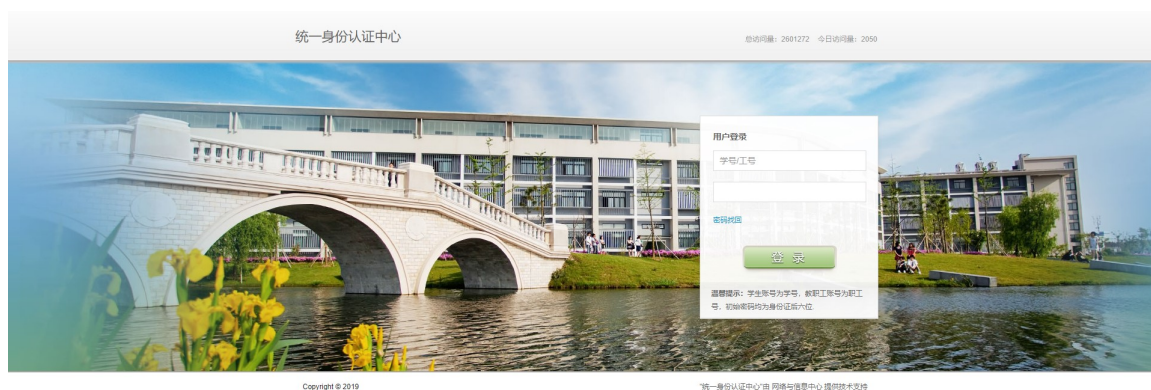 统一身份认证中心
总访问量：2601272 今日访问量：2050
用户登录
学号/工号
密码找回
登 录
温馨提示：学生账号为学号，教职工账号为职工
号，初始密码均为身份证后六位.
Copyright © 2019
"统一身份认证中心"由 网络与信息中心 提供技术支持